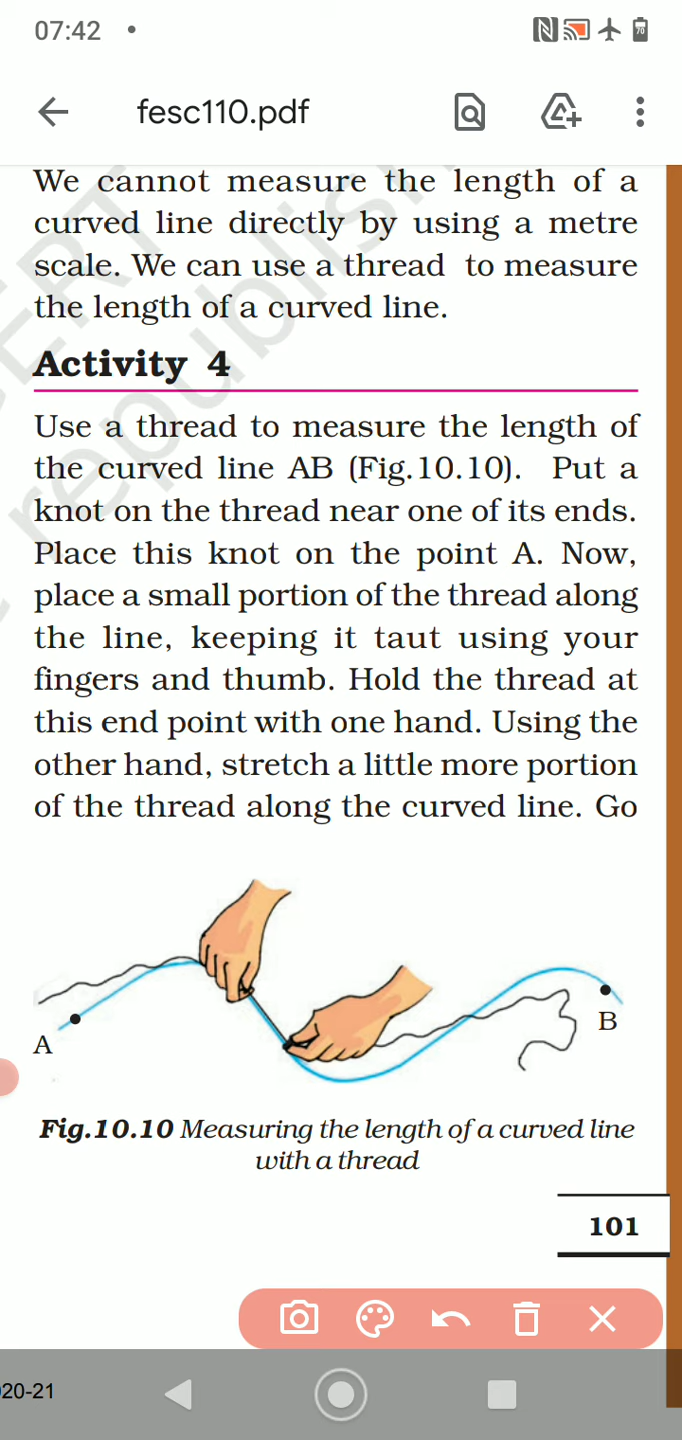 07:42
70
fesc110.pdf
We cannot measure the length of a
curved line directly by using a metre
scale. We can use a thread to measure
the length of a curved line.
Activity 4
Use a thread to measure the length of
the curved line AB (Fig.10.10). Put a
knot on the thread near one of its ends.
Place this knot on the point A. Now,
place a small portion of the thread along
the line, keeping it taut using your
fingers and thumb. Hold the thread at
this end point with one hand. Using the
other hand, stretch a little more portion
of the thread along the curved line. Go
A
B
Fig.10.10 Measuring the length of a curved line
with a thread
101
20-21